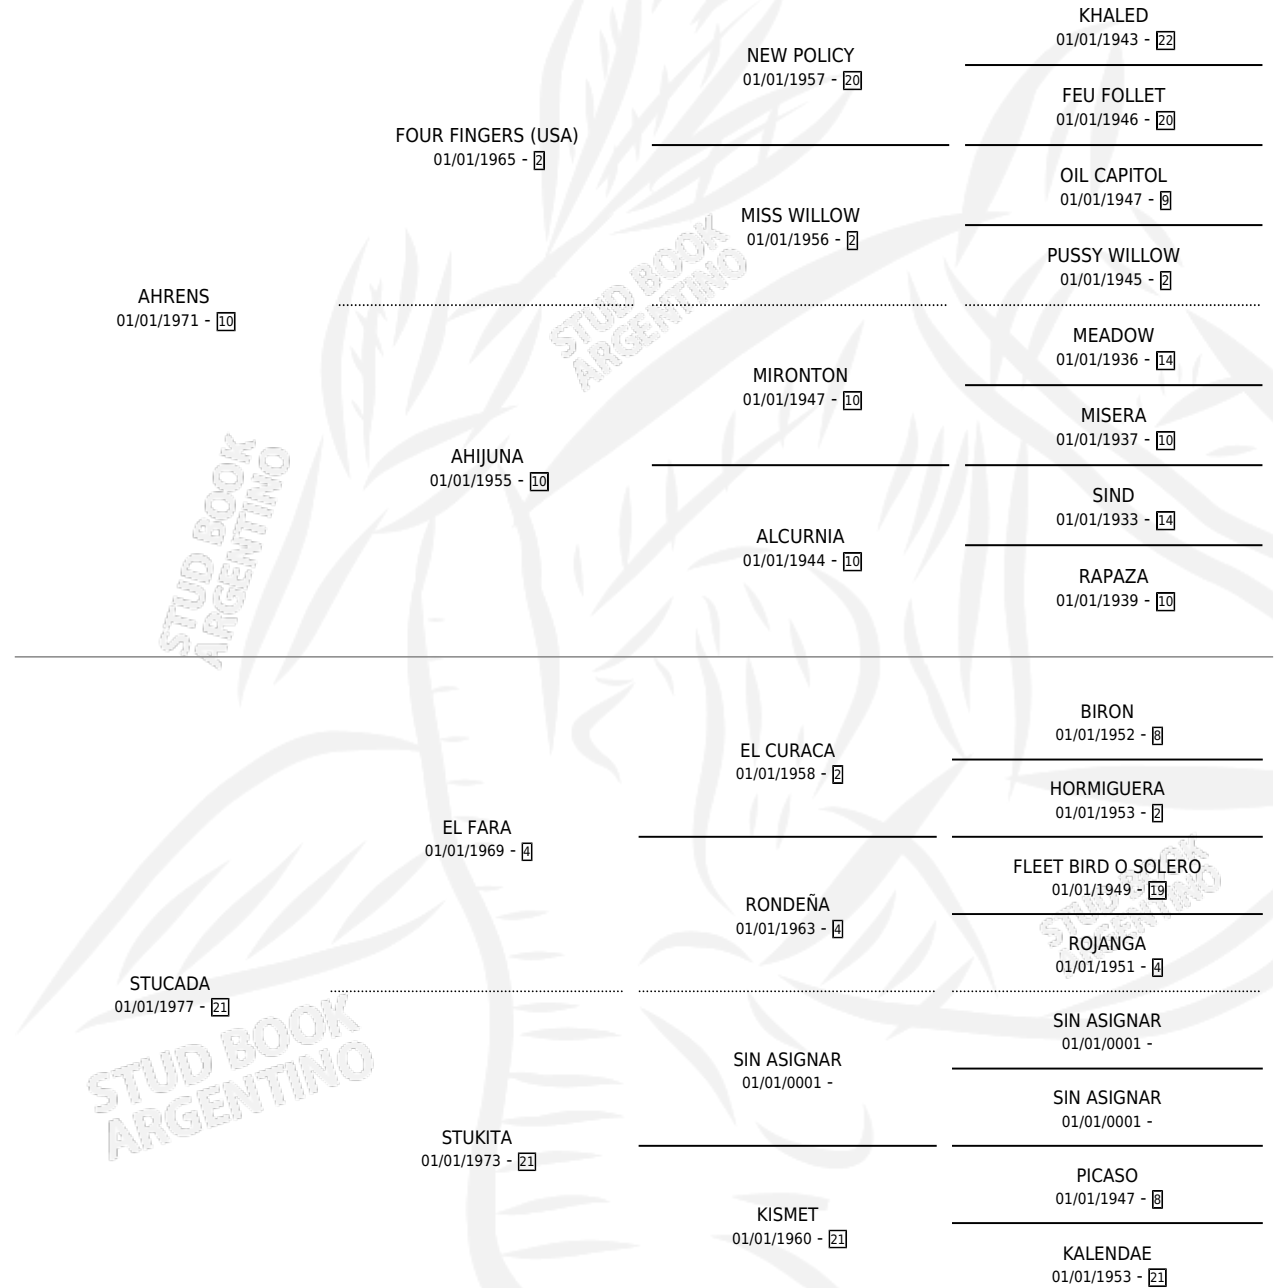 KHALED
01/01/1943 - 22
NEW POLICY
01/01/1957 - 20
FEU FOLLET
01/01/1946 - 20
FOUR FINGERS (USA)
01/01/1965 - 2
OIL CAPITOL
01/01/1947 - 9
MISS WILLOW
01/01/1956 - 2
PUSSY WILLOW
01/01/1945 - 2
AHRENS
01/01/1971 - 10
MEADOW
01/01/1936 - 14
MIRONTON
01/01/1947 - 10
MISERA
01/01/1937 - 10
AHIJUNA
01/01/1955 - 10
SIND
01/01/1933 - 14
ALCURNIA
01/01/1944 - 10
RAPAZA
01/01/1939 - 10
BIRON
01/01/1952 - 8
EL CURACA
01/01/1958 - 2
HORMIGUERA
01/01/1953 - 2
EL FARA
01/01/1969 - 4
FLEET BIRD O SOLERO
01/01/1949 - 19
RONDEÑA
01/01/1963 - 4
ROJANGA
01/01/1951 - 4
STUCADA
01/01/1977 - 21
SIN ASIGNAR
01/01/0001 -
SIN ASIGNAR
01/01/0001 -
SIN ASIGNAR
01/01/0001 -
STUKITA
01/01/1973 - 21
PICASO
01/01/1947 - 8
KISMET
01/01/1960 - 21
KALENDAE
01/01/1953 - 21
STUD BOOK
ARGENTINO
STUD BOOK
ARGENTINO
STUD BOOK
ARGENTINO
STUD BOOK
ARGENTINO